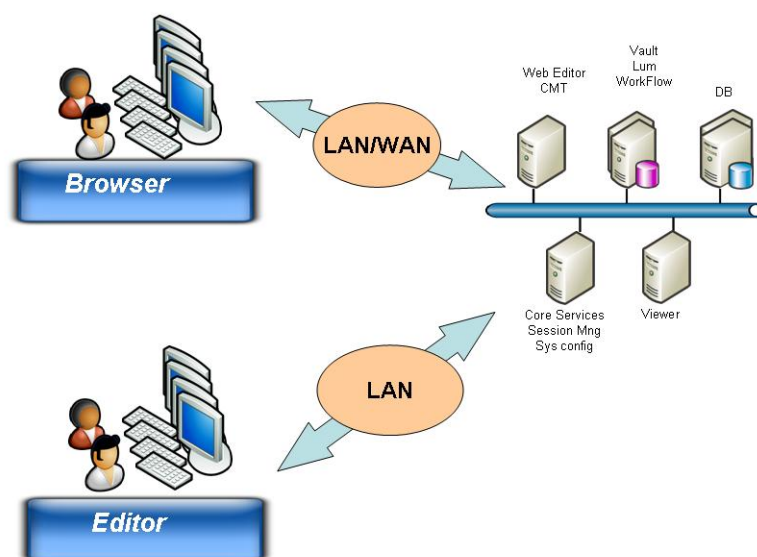 Web Editor
CMT
Vault
Lum
WorkFlow
DB
LAN/WAN
Browser
Core Services
Session Mng
Sys config
Viewer
LAN
Editor